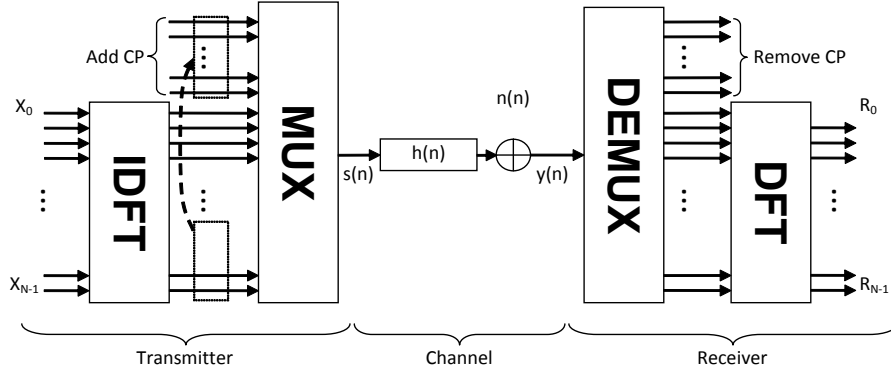 Add CP
X0
XN-1
IDFT
MUX
s(n)
h(n)
n(n)
y(n)
DEMUX
DFT
Remove CP
R0
RN-1
Transmitter
Channel
Receiver